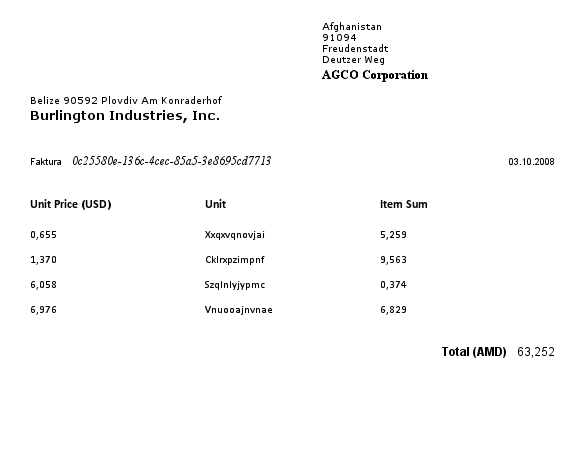 Afghanistan
91094
Freudenstadt
Deutzer Weg
AGCO Corporation
Belize 90592 Plovdiv Am Konraderhof
Burlington Industries, Inc.
Faktura 0c25580e-136c-4cec-85a5-3e8695cd7713 03.10.2008
Unit Price (USD) Unit Item Sum
0,655 Xxqxvqnovjai 5,259
1,370 Cklrxpzimpnf 9,563
6,058 Szqlnlyjypmc 0,374
6,976 Vnuooajnvnae 6,829
Total (AMD) 63,252